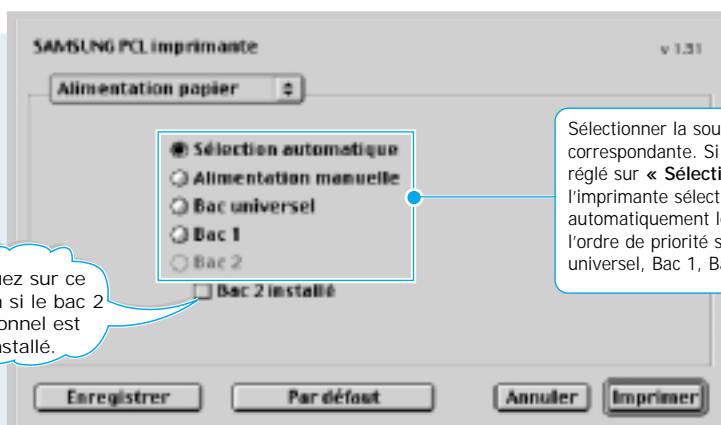 SAMSUNG PCL imprimante
v 1.31
Alimentation papier
Sélection automatique
Alimentation manuelle
Bac universel
Bac 1
Bac 2
Bac 2 installé
Sélectionner la sou
correspondante. Si
réglé sur « Sélecti
l'imprimante sélect
automatiquement l
l'ordre de priorité s
universel, Bac 1, Ba
uez sur ce
si le bac 2
onnel est
nstallé.
Enregistrer
Par défaut
Annuler
Imprimer